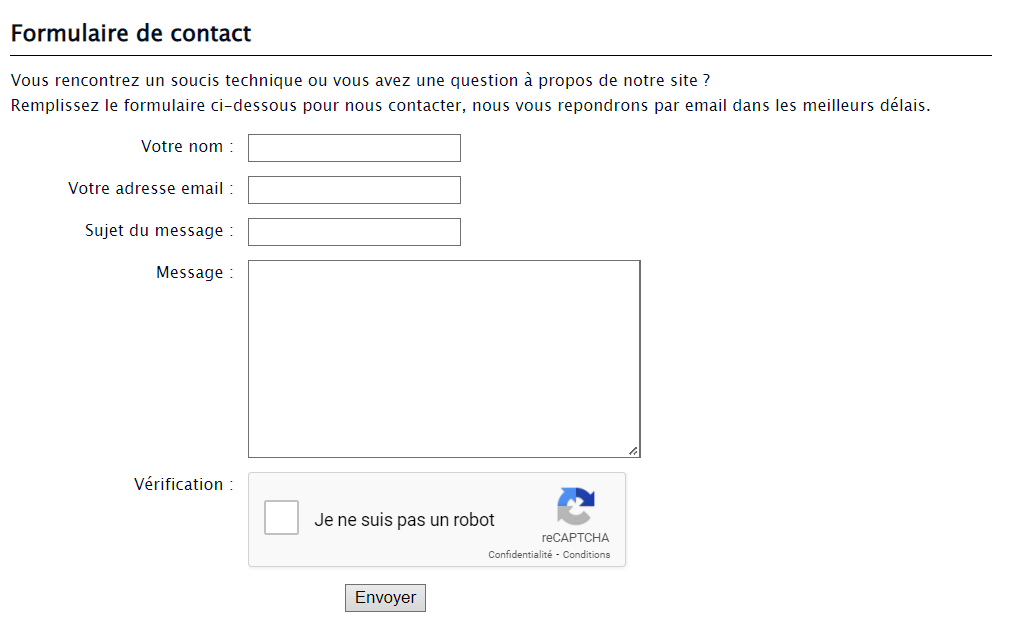 Formulaire de contact
Vous rencontrez un soucis technique ou vous avez une question à propos de notre site ?
Remplissez le formulaire ci-dessous pour nous contacter, nous vous repondrons par email dans les meilleurs délais.
Votre nom :
Votre adresse email :
Sujet du message :
Message :
Vérification :
Je ne suis pas un robot
reCAPTCHA
Confidentialité - Conditions
Envoyer